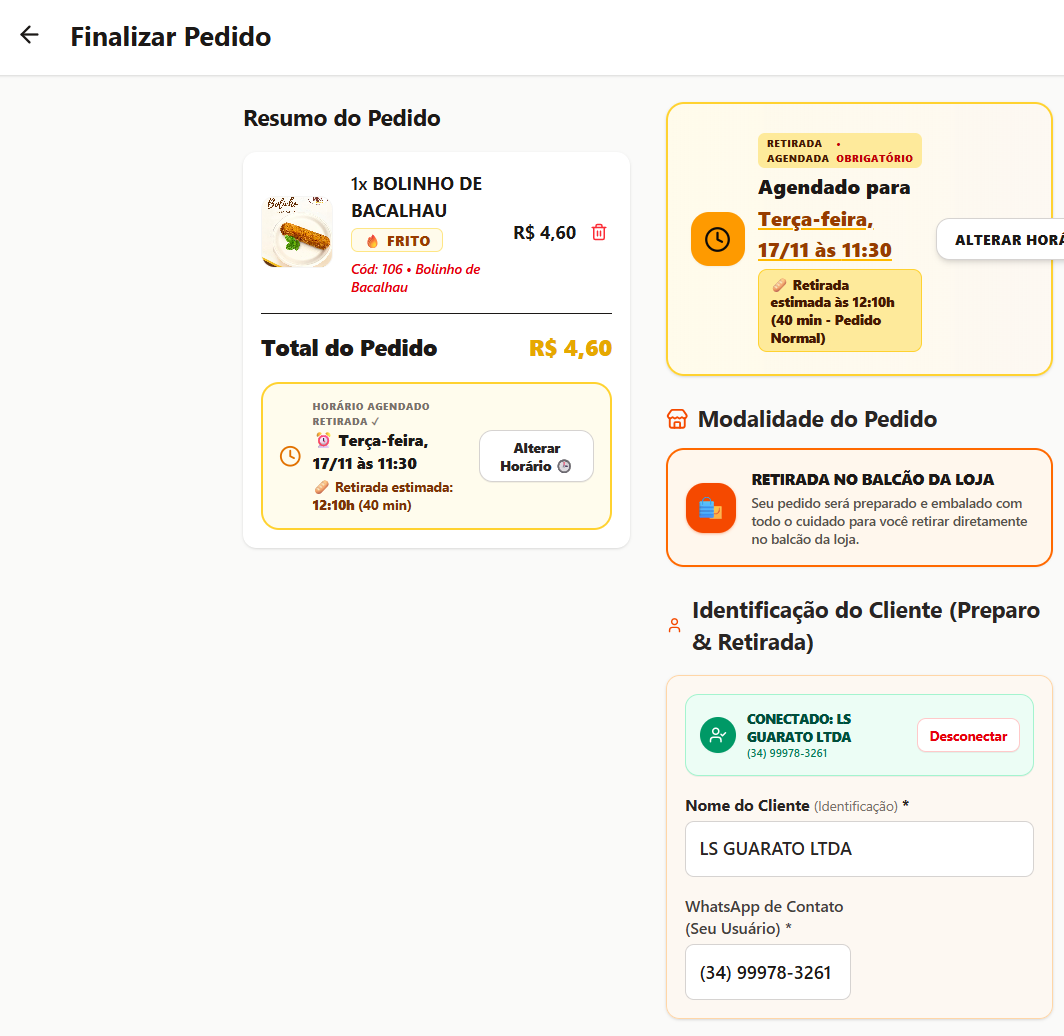 Finalizar Pedido
Resumo do Pedido
Bolinho
1x BOLINHO DE
BACALHAU
🔥 FRITO
Cód: 106 • Bolinho de
Bacalhau
R$ 4,60
Total do Pedido
R$ 4,60
HORÁRIO AGENDADO
RETIRADA ✓
⏰ Terça-feira,
17/11 às 11:30
🥖 Retirada estimada:
12:10h (40 min)
Alterar
Horário 🕒
RETIRADA •
AGENDADA OBRIGATÓRIO
Agendado para
Terça-feira,
17/11 às 11:30
🥖 Retirada
estimada às 12:10h
(40 min - Pedido
Normal)
ALTERAR HORÁ
Modalidade do Pedido
RETIRADA NO BALCÃO DA LOJA
Seu pedido será preparado e embalado com
todo o cuidado para você retirar diretamente
no balcão da loja.
Identificação do Cliente (Preparo
& Retirada)
CONECTADO: LS
GUARATO LTDA
(34) 99978-3261
Desconectar
Nome do Cliente (Identificação) *
LS GUARATO LTDA
WhatsApp de Contato
(Seu Usuário) *
(34) 99978-3261